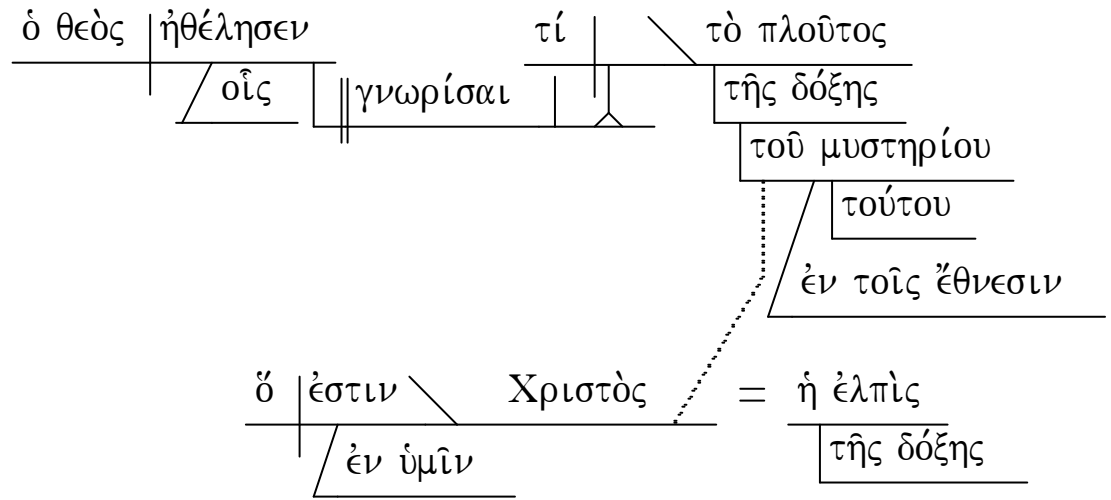 ὁ θεὸς ἠθέλησεν τί τὸ πλοῦτος
οἷς γνωρίσαι τῆς δόξης
τοῦ μυστηρίου
τούτου
ἐν τοῖς ἔθνεσιν
ὅ ἐστιν Χριστὸς = ἡ ἐλπὶς
ἐν ὑμῖν τῆς δόξης